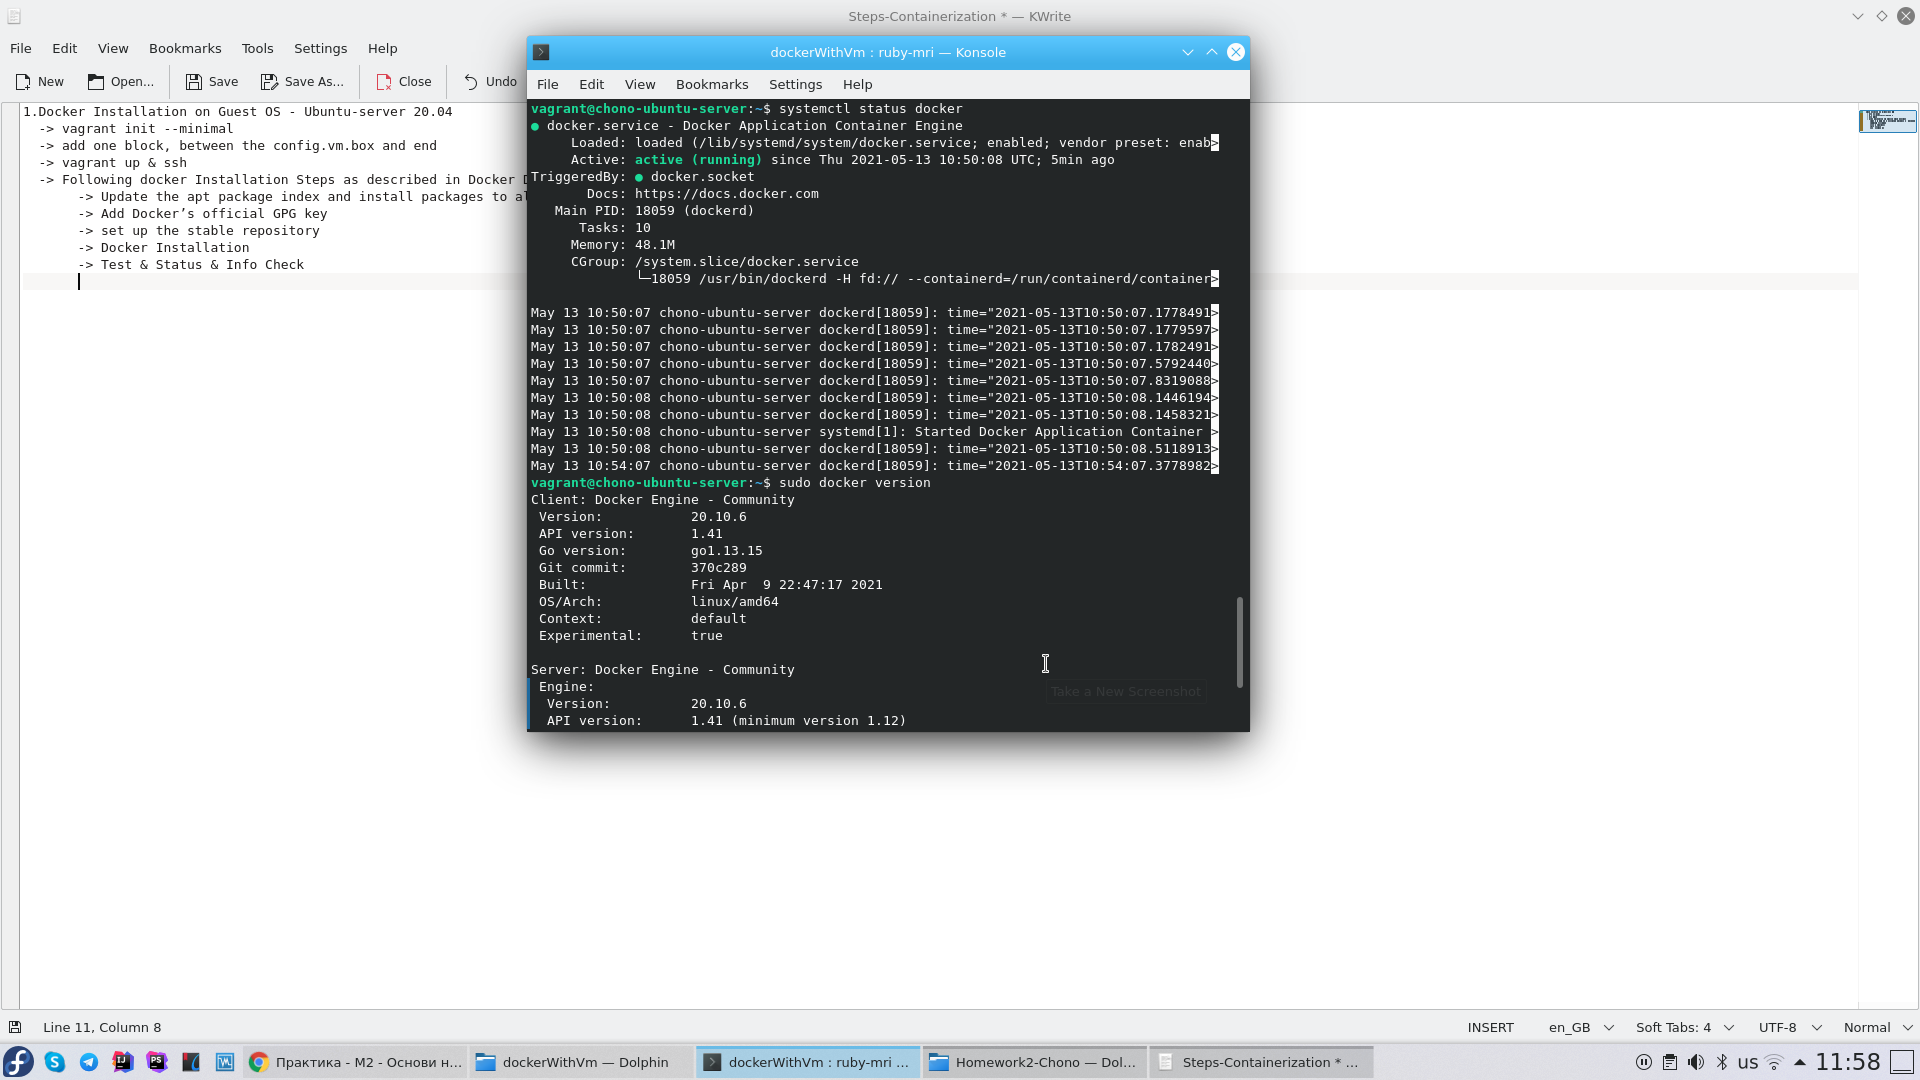 Steps-Containerization * — KWrite
File Edit View Bookmarks Tools Settings Help
New Open... Save Save As... Close Undo
1.Docker Installation on Guest OS - Ubuntu-server 20.04
-> vagrant init --minimal
-> add one block, between the config.vm.box and end
-> vagrant up & ssh
-> Following docker Installation Steps as described in Docker
-> Update the apt package index and install packages to
-> Add Docker’s official GPG key
-> set up the stable repository
-> Docker Installation
-> Test & Status & Info Check
dockerWithVm : ruby-mri — Konsole
File Edit View Bookmarks Settings Help
vagrant@chono-ubuntu-server:~$ systemctl status docker
● docker.service - Docker Application Container Engine
Loaded: loaded (/lib/systemd/system/docker.service; enabled; vendor preset: enab>
Active: active (running) since Thu 2021-05-13 10:50:08 UTC; 5min ago
TriggeredBy: ● docker.socket
Docs: https://docs.docker.com
Main PID: 18059 (dockerd)
Tasks: 10
Memory: 48.1M
CGroup: /system.slice/docker.service
└─18059 /usr/bin/dockerd -H fd:// --containerd=/run/containerd/container>
May 13 10:50:07 chono-ubuntu-server dockerd[18059]: time="2021-05-13T10:50:07.1778491>
May 13 10:50:07 chono-ubuntu-server dockerd[18059]: time="2021-05-13T10:50:07.1779597>
May 13 10:50:07 chono-ubuntu-server dockerd[18059]: time="2021-05-13T10:50:07.1782491>
May 13 10:50:07 chono-ubuntu-server dockerd[18059]: time="2021-05-13T10:50:07.5792440>
May 13 10:50:07 chono-ubuntu-server dockerd[18059]: time="2021-05-13T10:50:07.8319088>
May 13 10:50:08 chono-ubuntu-server dockerd[18059]: time="2021-05-13T10:50:08.1446194>
May 13 10:50:08 chono-ubuntu-server dockerd[18059]: time="2021-05-13T10:50:08.1458321>
May 13 10:50:08 chono-ubuntu-server systemd[1]: Started Docker Application Container >
May 13 10:50:08 chono-ubuntu-server dockerd[18059]: time="2021-05-13T10:50:08.5118913>
May 13 10:54:07 chono-ubuntu-server dockerd[18059]: time="2021-05-13T10:54:07.3778982>
vagrant@chono-ubuntu-server:~$ sudo docker version
Client: Docker Engine - Community
Version: 20.10.6
API version: 1.41
Go version: go1.13.15
Git commit: 370c289
Built: Fri Apr  9 22:47:17 2021
OS/Arch: linux/amd64
Context: default
Experimental: true
Server: Docker Engine - Community
Engine:
Take a New Screenshot
Version: 20.10.6
API version: 1.41 (minimum version 1.12)
Line 11, Column 8 INSERT en_GB Soft Tabs: 4 UTF-8 Normal
Практика - M2 - Основи н... dockerWithVm — Dolphin dockerWithVm : ruby-mri ... Homework2-Chono — Dol... Steps-Containerization * ... us 11:58